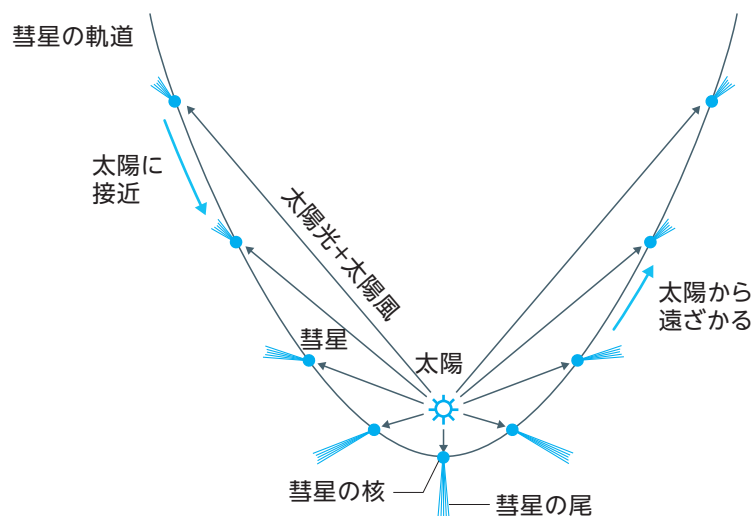 彗星の軌道
太陽に
接近
太陽光+太陽風
太陽から
遠ざかる
彗星
太陽
彗星の核
彗星の尾